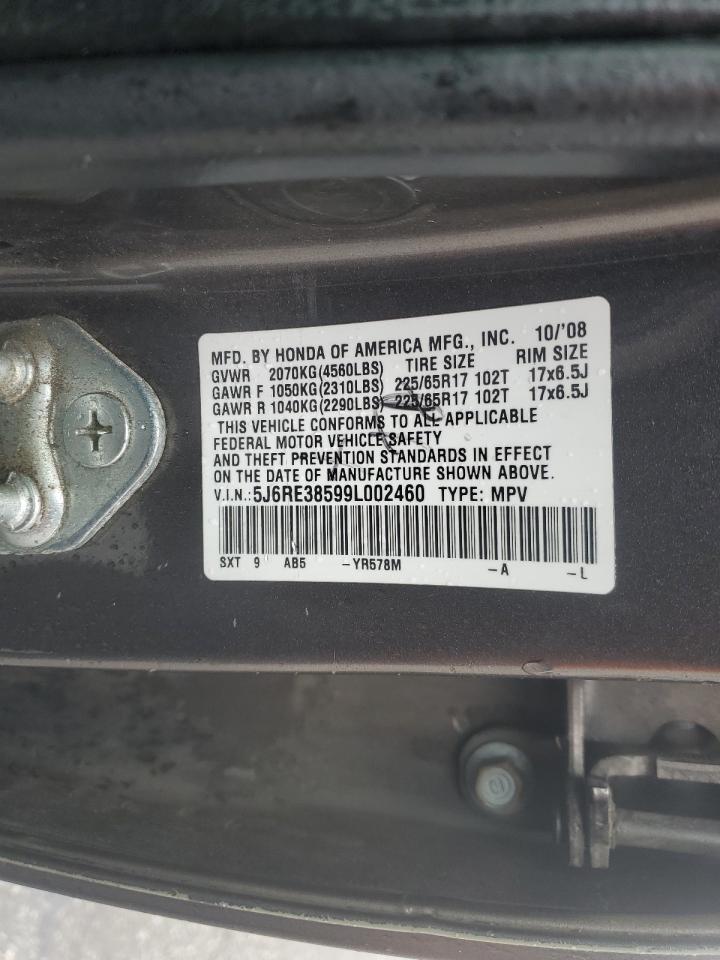 MFD. BY HONDA OF AMERICA MFG., INC. 10/'08
GVWR 2070KG(4560LBS) TIRE SIZE RIM SIZE
GAWR F 1050KG(2310LBS) 225/65R17 102T 17x6.5J
GAWR R 1040KG(2290LBS) 225/65R17 102T 17x6.5J
THIS VEHICLE CONFORMS TO ALL APPLICABLE
FEDERAL MOTOR VEHICLE SAFETY
AND THEFT PREVENTION STANDARDS IN EFFECT
ON THE DATE OF MANUFACTURE SHOWN ABOVE.
V.I.N.: 5J6RE38599L002460 TYPE: MPV
SXT 9 AB5 -YR578M -A -L